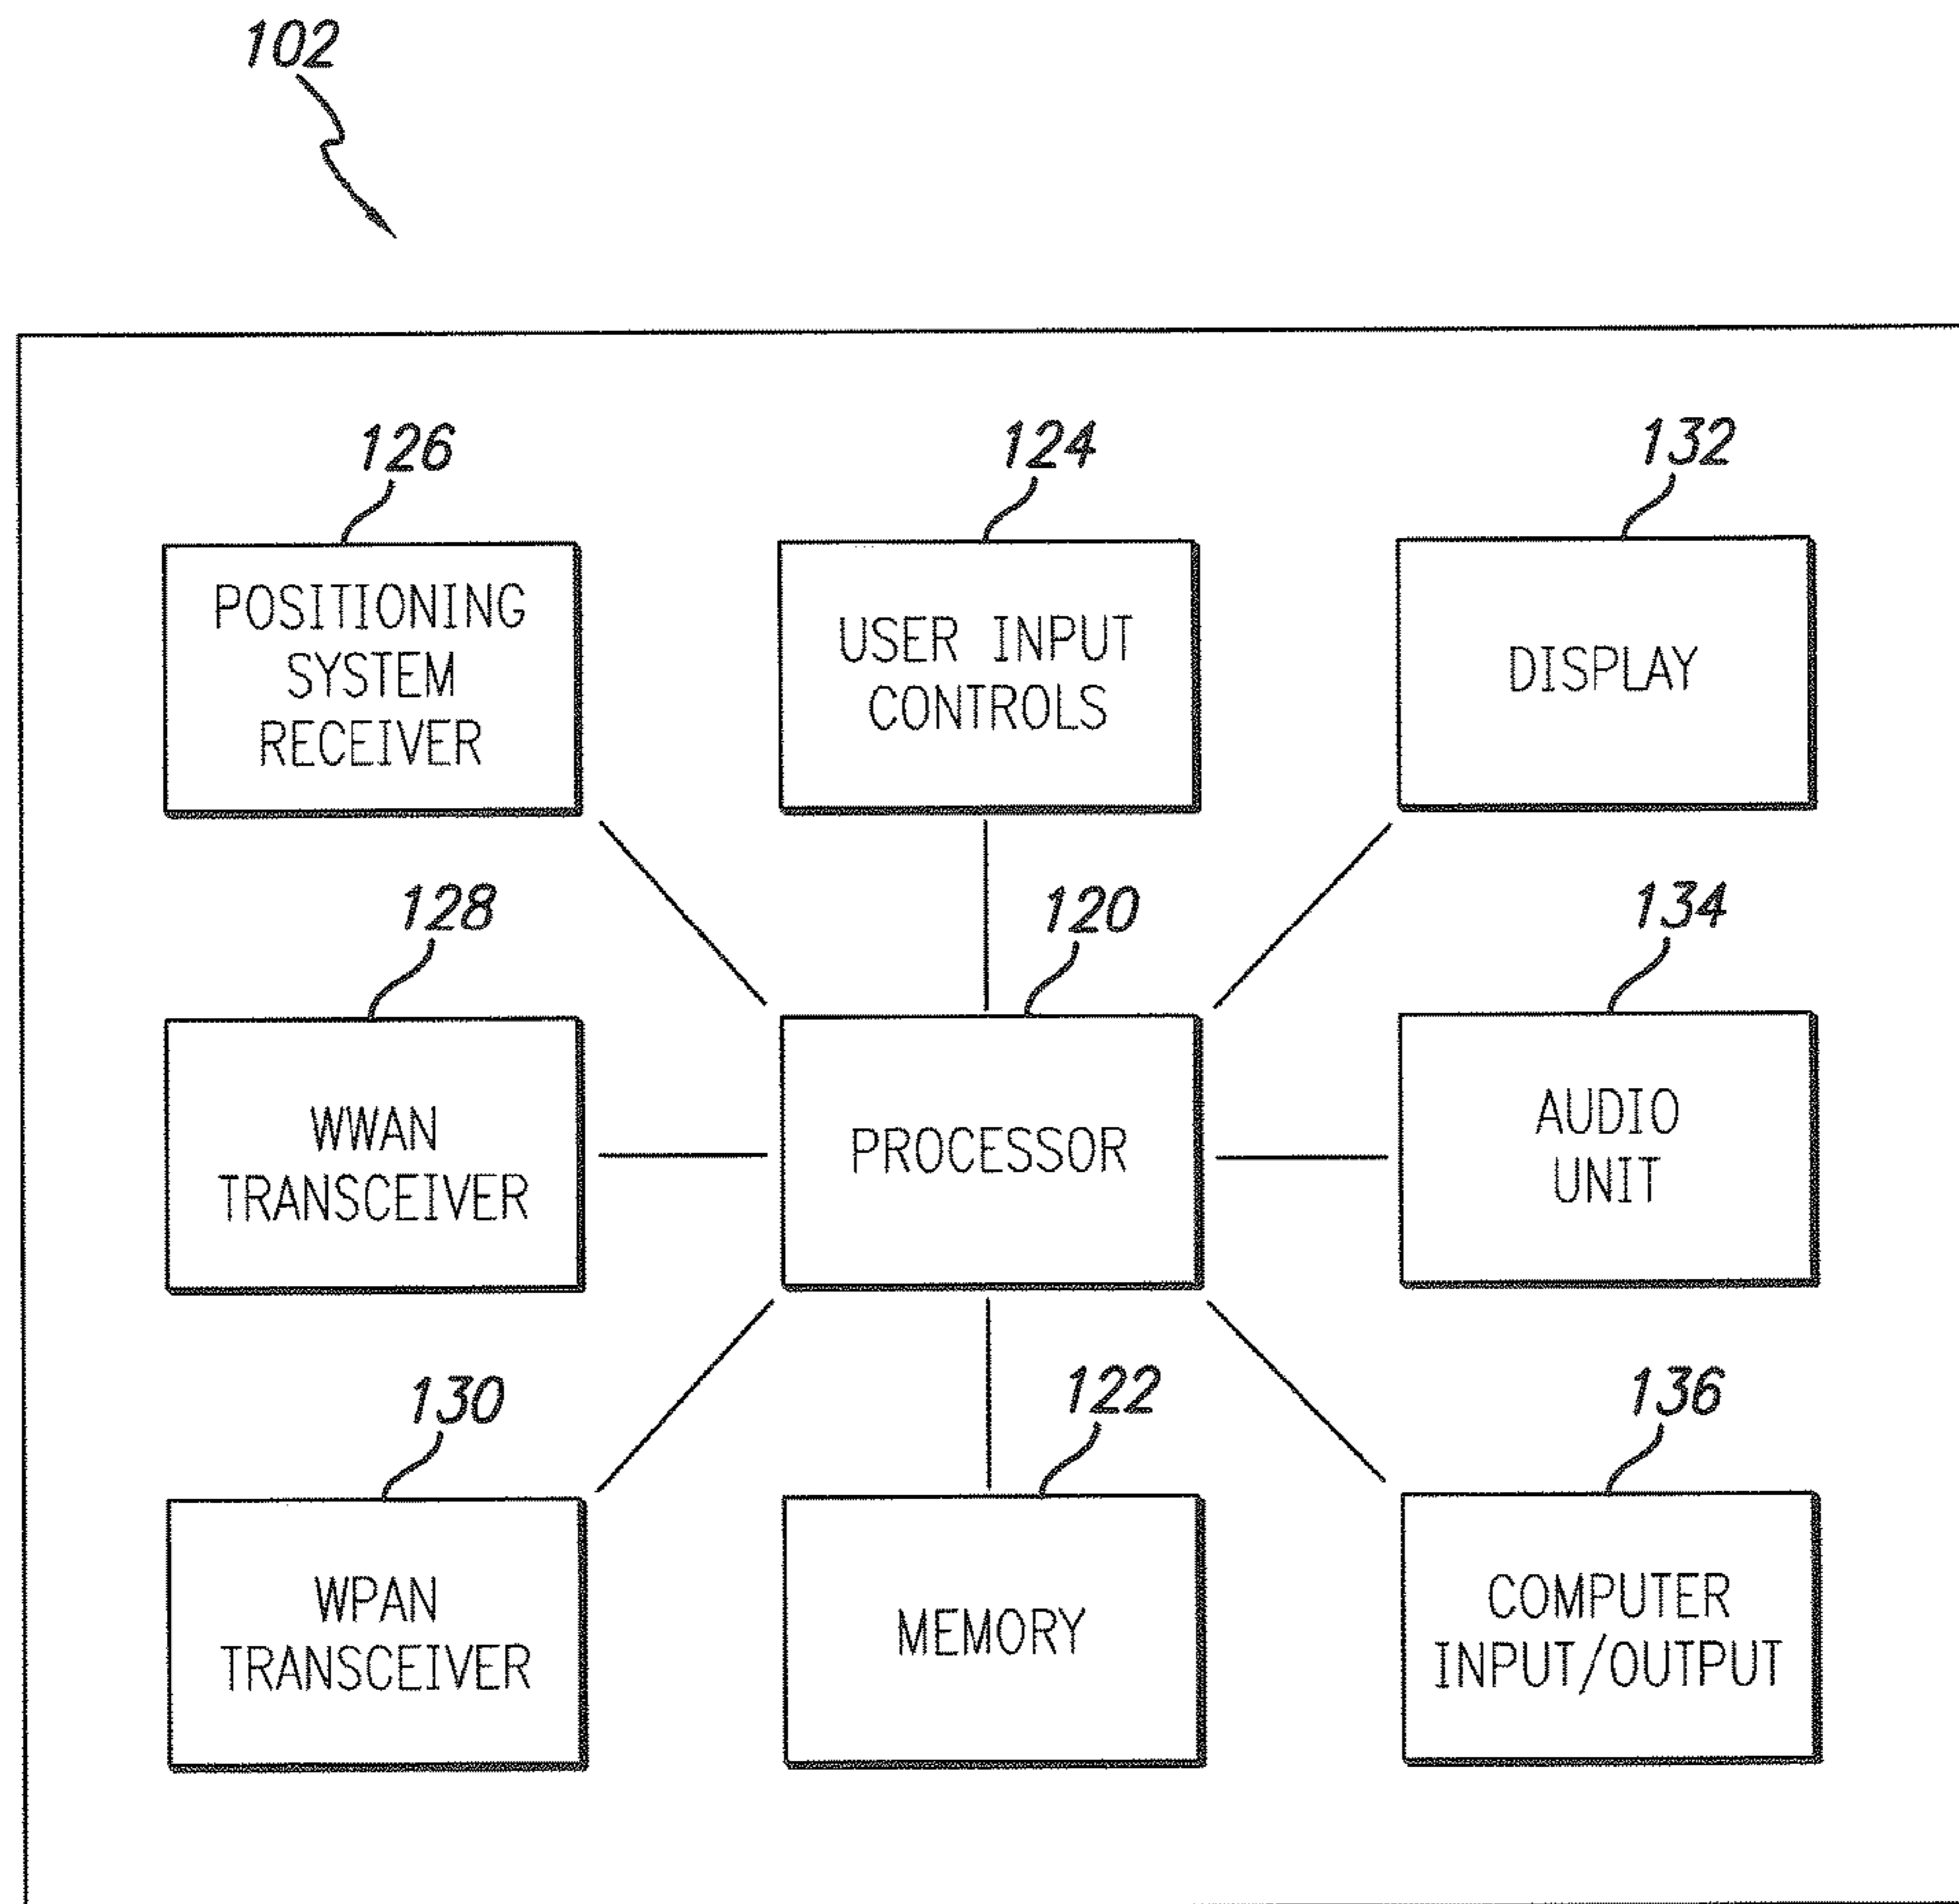 102
126
124
132
POSITIONING
SYSTEM
RECEIVER
USER INPUT
CONTROLS
DISPLAY
128
120
134
WWAN
TRANSCEIVER
PROCESSOR
AUDIO
UNIT
130
122
136
WPAN
TRANSCEIVER
MEMORY
COMPUTER
INPUT/OUTPUT